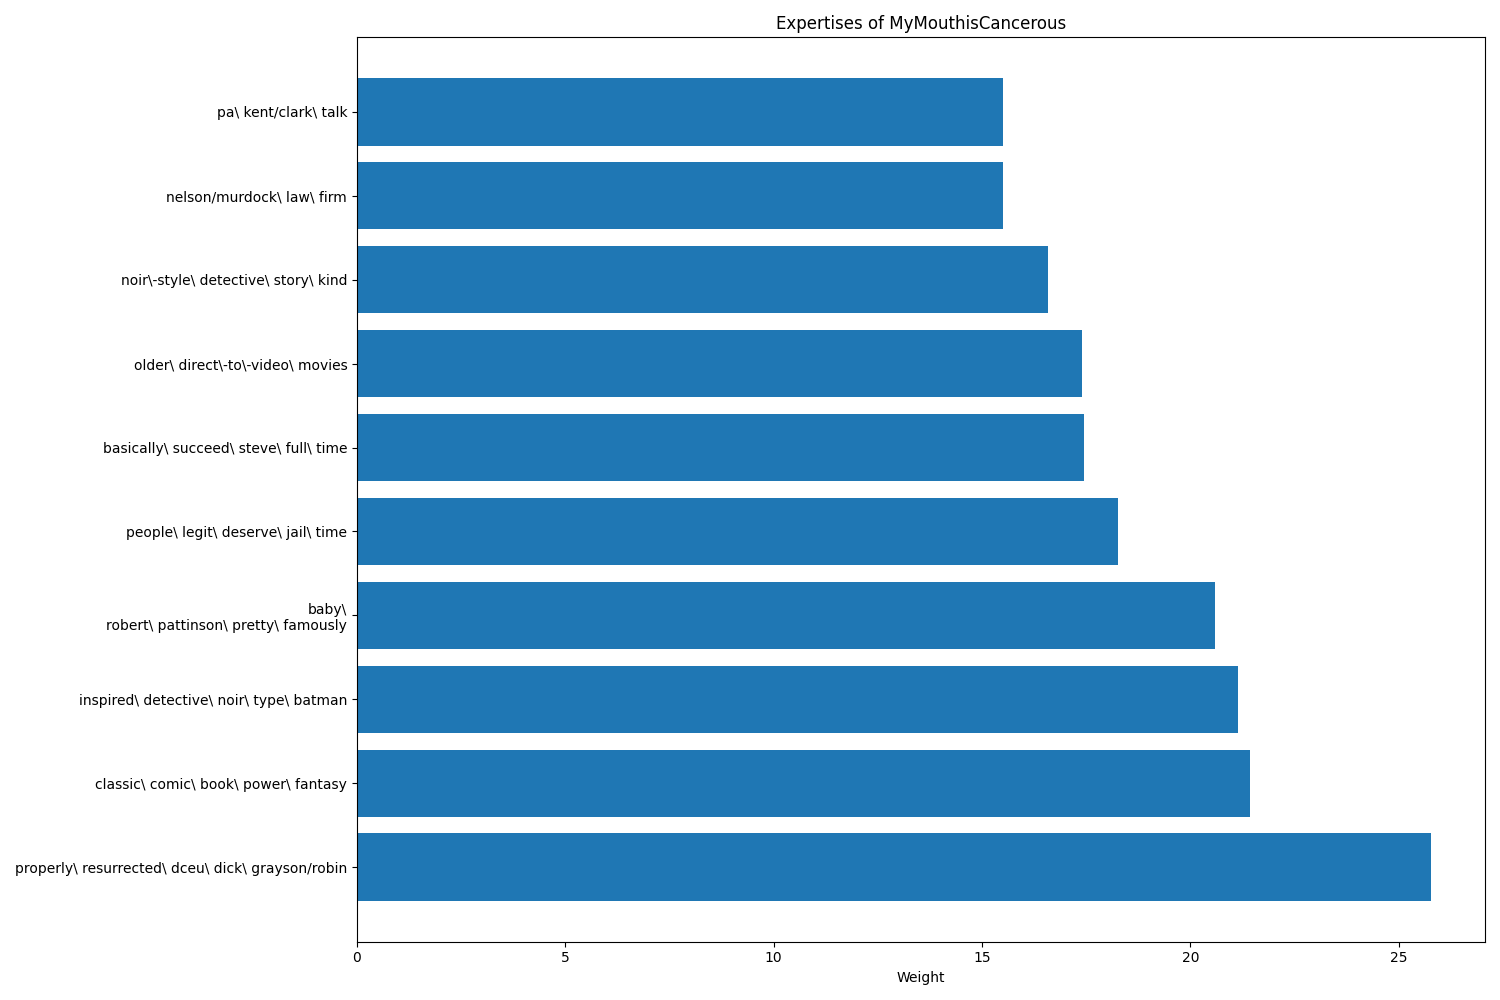 Expertises of MyMouthisCancerous
pa\ kent/clark\ talk
nelson/murdock\ law\ firm
noir\-style\ detective\ story\ kind
older\ direct\-to\-video\ movies
basically\ succeed\ steve\ full\ time
people\ legit\ deserve\ jail\ time
baby\
robert\ pattinson\ pretty\ famously
inspired\ detective\ noir\ type\ batman
classic\ comic\ book\ power\ fantasy
properly\ resurrected\ dceu\ dick\ grayson/robin
0 5 10 15 20 25
Weight